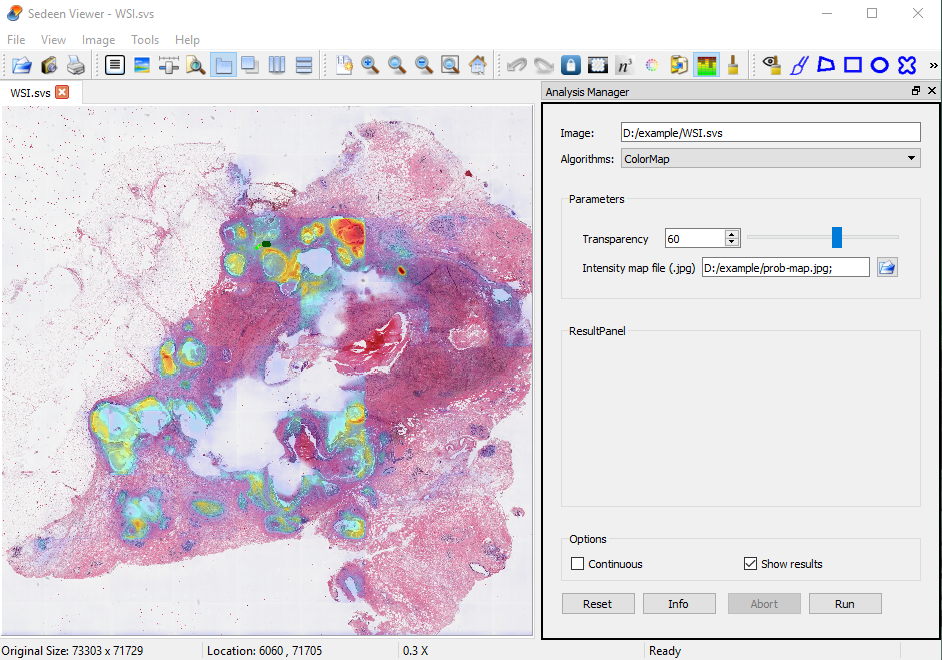 Sedeen Viewer - WSI.svs
File View Image Tools Help
n³
»
WSI.svs
Analysis Manager
Image: D:/example/WSI.svs
Algorithms: ColorMap
Parameters
Transparency 60
Intensity map file (.jpg) D:/example/prob-map.jpg;
ResultPanel
Options
Continuous Show results
Reset Info Abort Run
Original Size: 73303 x 71729 Location: 6060 , 71705 0.3 X Ready